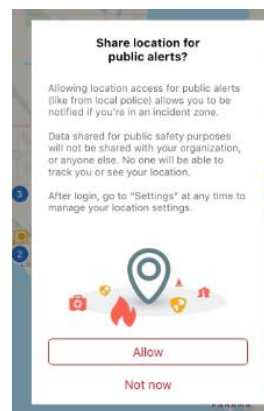 Share location for
public alerts?
Allowing location access for public alerts
(like from local police) allows you to be
notified if you're in an incident zone.
Data shared for public safety purposes
will not be shared with your organization,
or anyone else. No one will be able to
track you or see your location.
After login, go to "Settings" at any time to
manage your location settings.
3
2
Allow
Not now
PANAMA